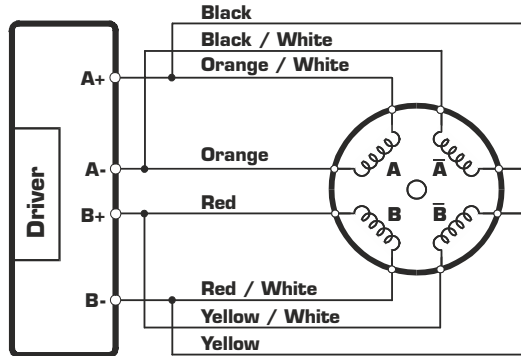 Black
Black / White
Orange / White
A+
Orange
A-
A Ā
Driver
B+
Red
B B̄
B-
Red / White
Yellow / White
Yellow